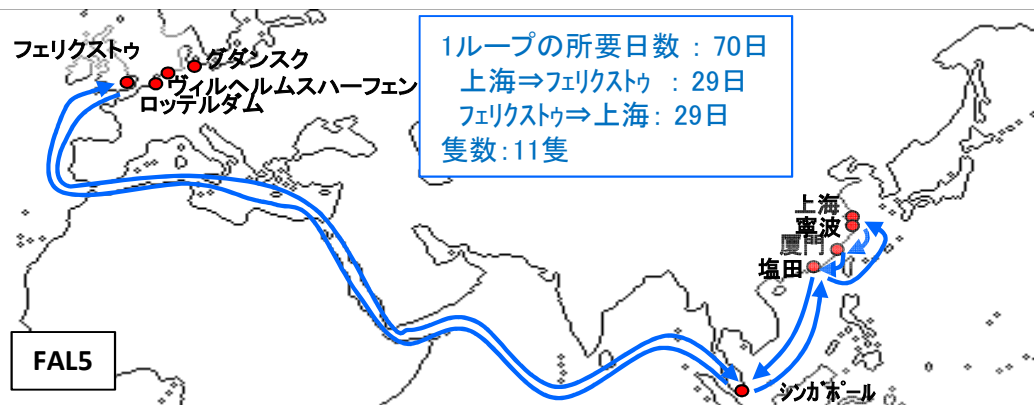 フェリクストゥ
グダンスク
ヴィルヘルムスハーフェン
ロッテルダム
1ループの所要日数 : 70日
上海⇒フェリクストゥ : 29日
フェリクストゥ⇒上海: 29日
隻数:11隻
上海
寧波
厦門
塩田
シンガポール
FAL5